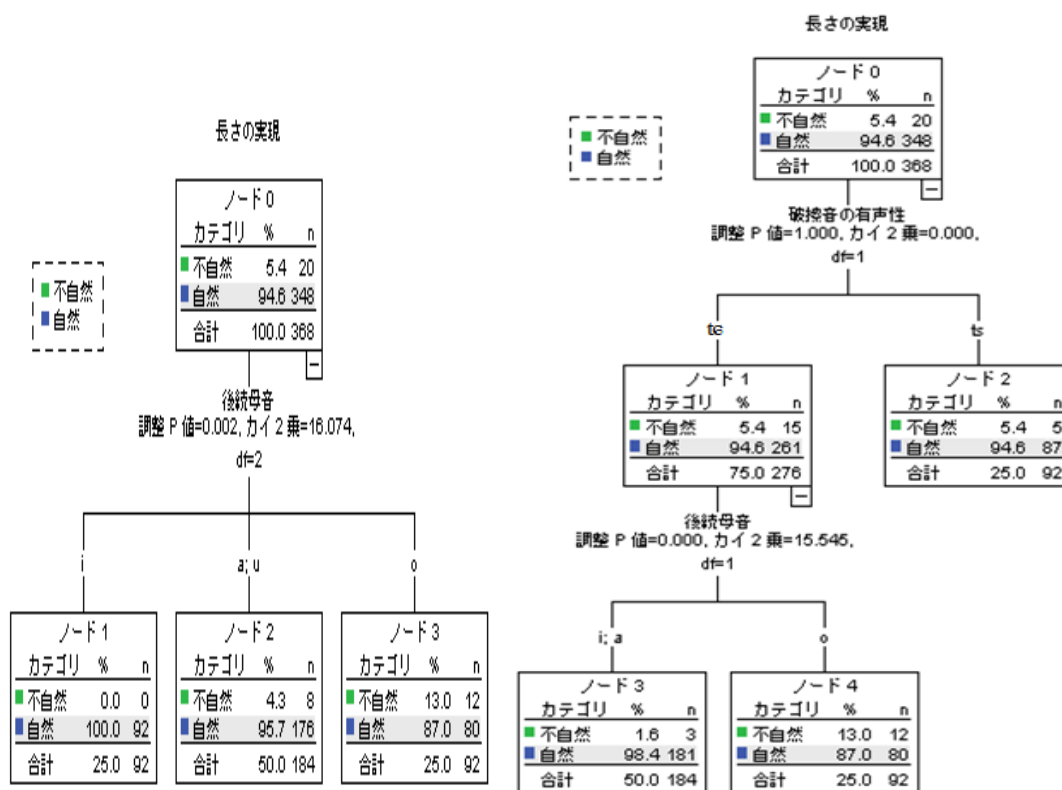 長さの実現
ノード 0
カテゴリ % n
不自然 5.4 20
自然 94.6 348
合計 100.0 368
不自然
自然
後続母音
調整 P 値=0.002, カイ 2 乗=16.074,
df=2
i
a; u
o
ノード 1
カテゴリ % n
不自然 0.0 0
自然 100.0 92
合計 25.0 92
ノード 2
カテゴリ % n
不自然 4.3 8
自然 95.7 176
合計 50.0 184
ノード 3
カテゴリ % n
不自然 13.0 12
自然 87.0 80
合計 25.0 92
長さの実現
不自然
自然
ノード 0
カテゴリ % n
不自然 5.4 20
自然 94.6 348
合計 100.0 368
破擦音の有声性
調整 P 値=1.000, カイ 2 乗=0.000,
df=1
ts
ノード 1
カテゴリ % n
不自然 5.4 15
自然 94.6 261
合計 75.0 276
ノード 2
カテゴリ % n
不自然 5.4 5
自然 94.6 87
合計 25.0 92
後続母音
調整 P 値=0.000, カイ 2 乗=15.545,
df=1
i; a
o
ノード 3
カテゴリ % n
不自然 1.6 3
自然 98.4 181
合計 50.0 184
ノード 4
カテゴリ % n
不自然 13.0 12
自然 87.0 80
合計 25.0 92